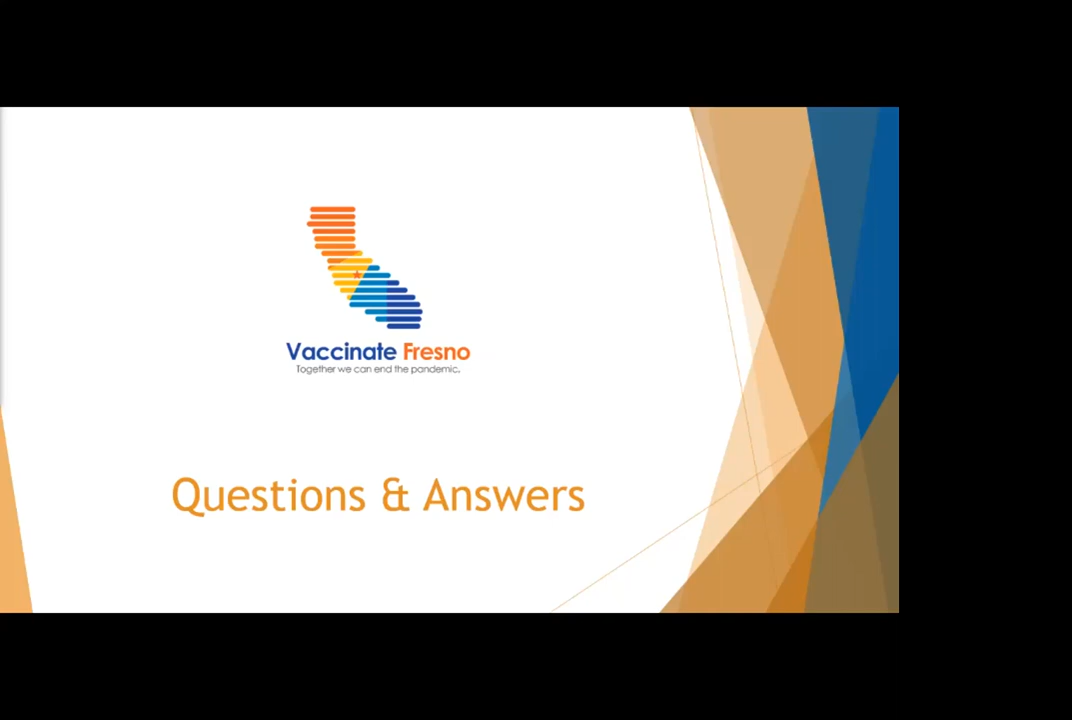 Vaccinate Fresno
Together we can end the pandemic.
Questions & Answers